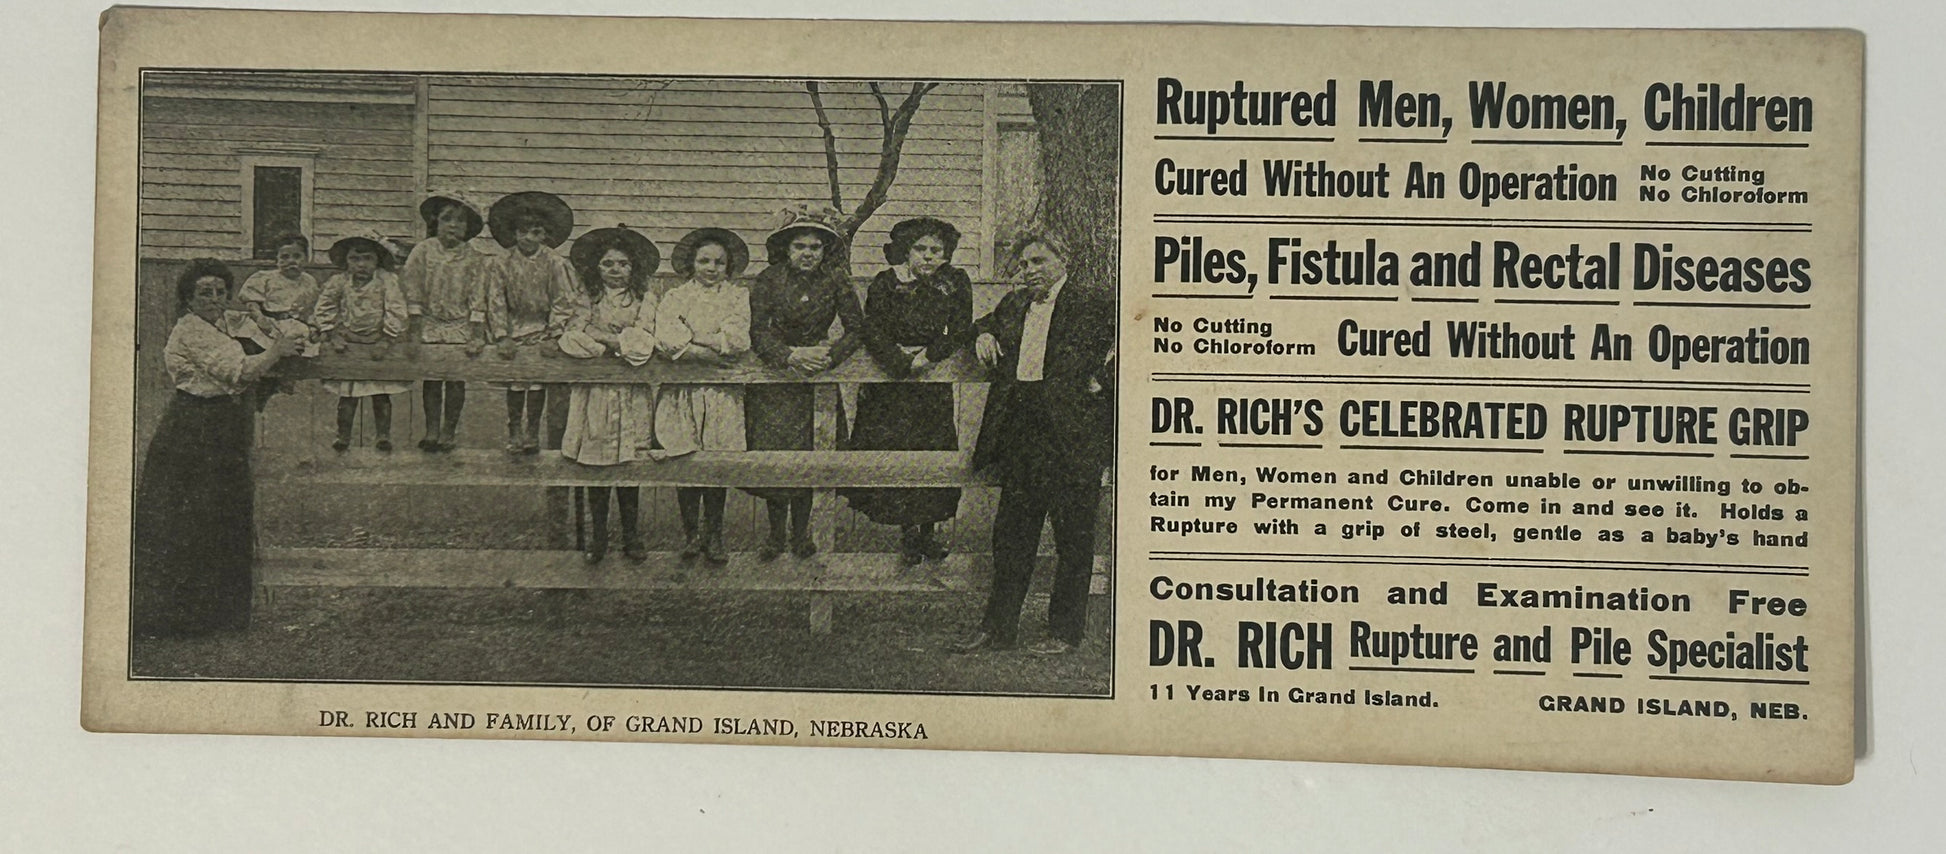 DR. RICH AND FAMILY, OF GRAND ISLAND, NEBRASKA
Ruptured Men, Women, Children
Cured Without An Operation
No Cutting
No Chloroform
Piles, Fistula and Rectal Diseases
No Cutting
No Chloroform
Cured Without An Operation
DR. RICH'S CELEBRATED RUPTURE GRIP
for Men, Women and Children unable or unwilling to ob-
tain my Permanent Cure. Come in and see it. Holds a
Rupture with a grip of steel, gentle as a baby's hand
Consultation and Examination Free
DR. RICH Rupture and Pile Specialist
11 Years In Grand Island. GRAND ISLAND, NEB.